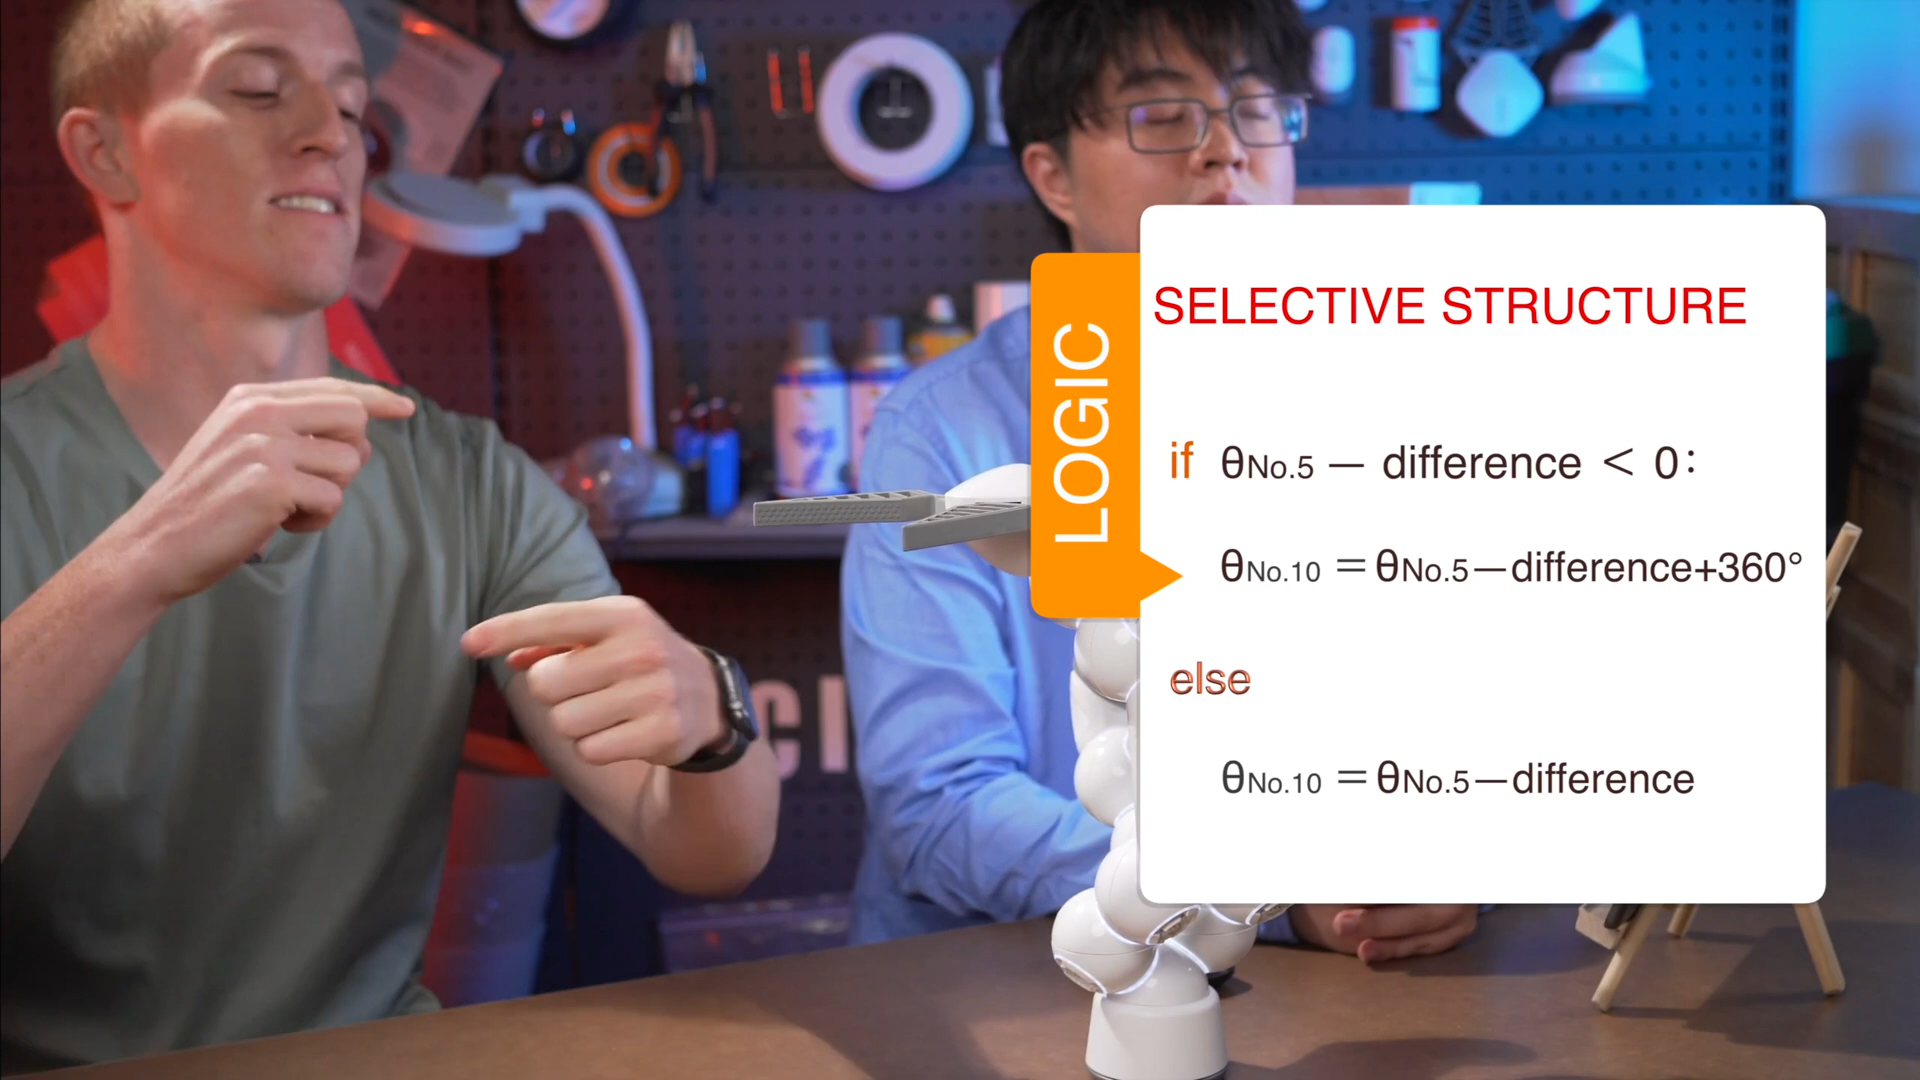 LOGIC
SELECTIVE STRUCTURE
if θNo.5 — difference < 0:
θNo.10 = θNo.5—difference+360°
else
θNo.10 = θNo.5—difference